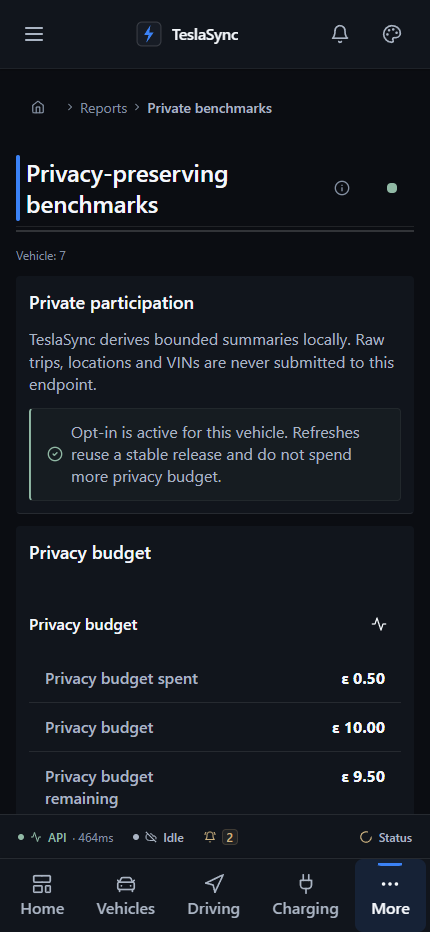 TeslaSync
Reports > Private benchmarks
Privacy-preserving
benchmarks
Vehicle: 7
Private participation
TeslaSync derives bounded summaries locally. Raw
trips, locations and VINs are never submitted to this
endpoint.
Opt-in is active for this vehicle. Refreshes
reuse a stable release and do not spend
more privacy budget.
Privacy budget
Privacy budget
Privacy budget spent ε 0.50
Privacy budget ε 10.00
Privacy budget ε 9.50
remaining
API · 464ms Idle 2 Status
Home Vehicles Driving Charging More